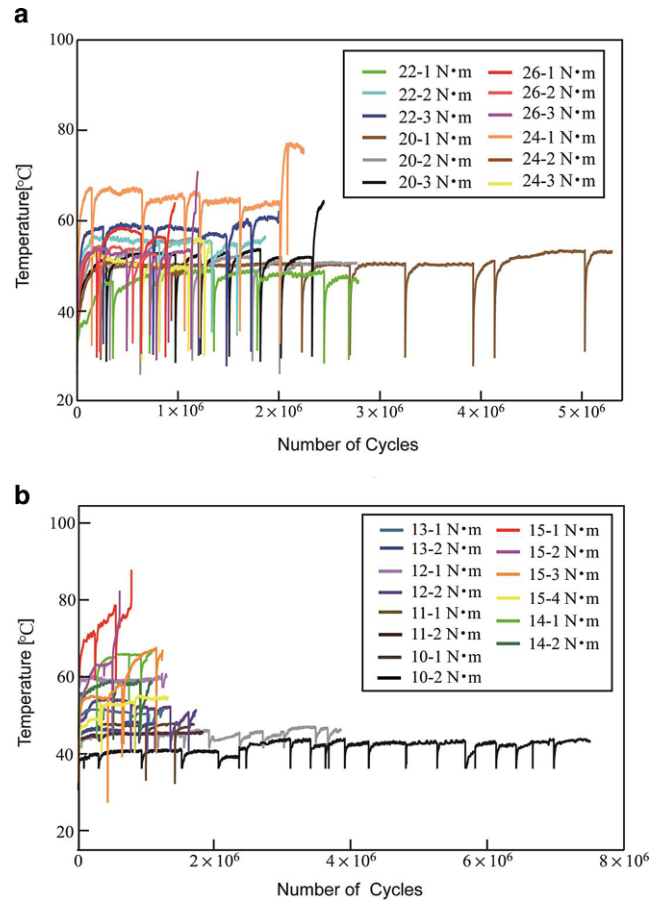 a
100
80
60
40
20
Temperature[°C]
22-1 N•m 26-1 N•m
22-2 N•m 26-2 N•m
22-3 N•m 26-3 N•m
20-1 N•m 24-1 N•m
20-2 N•m 24-2 N•m
20-3 N•m 24-3 N•m
0 1×10⁶ 2×10⁶ 3×10⁶ 4×10⁶ 5×10⁶
Number of Cycles
b
100
80
60
40
20
Temperature [°C]
13-1 N•m 15-1 N•m
13-2 N•m 15-2 N•m
12-1 N•m 15-3 N•m
12-2 N•m 15-4 N•m
11-1 N•m 14-1 N•m
11-2 N•m 14-2 N•m
10-1 N•m
10-2 N•m
0 2×10⁶ 4×10⁶ 6×10⁶ 8×10⁶
Number of Cycles